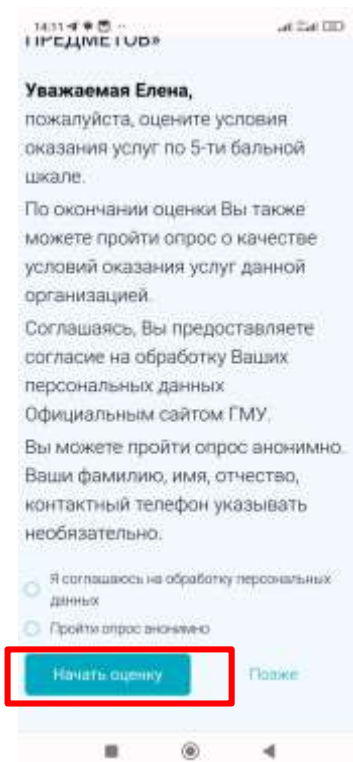 14:11
ПРЕДМЕТОВ»
Уважаемая Елена,
пожалуйста, оцените условия
оказания услуг по 5-ти бальной
шкале.
По окончании оценки Вы также
можете пройти опрос о качестве
условий оказания услуг данной
организацией.
Соглашаясь, Вы предоставляете
согласие на обработку Ваших
персональных данных
Официальным сайтом ГМУ.
Вы можете пройти опрос анонимно.
Ваши фамилию, имя, отчество,
контактный телефон указывать
необязательно.
Я соглашаюсь на обработку персональных
данных
Пройти опрос анонимно
Начать оценку
Позже